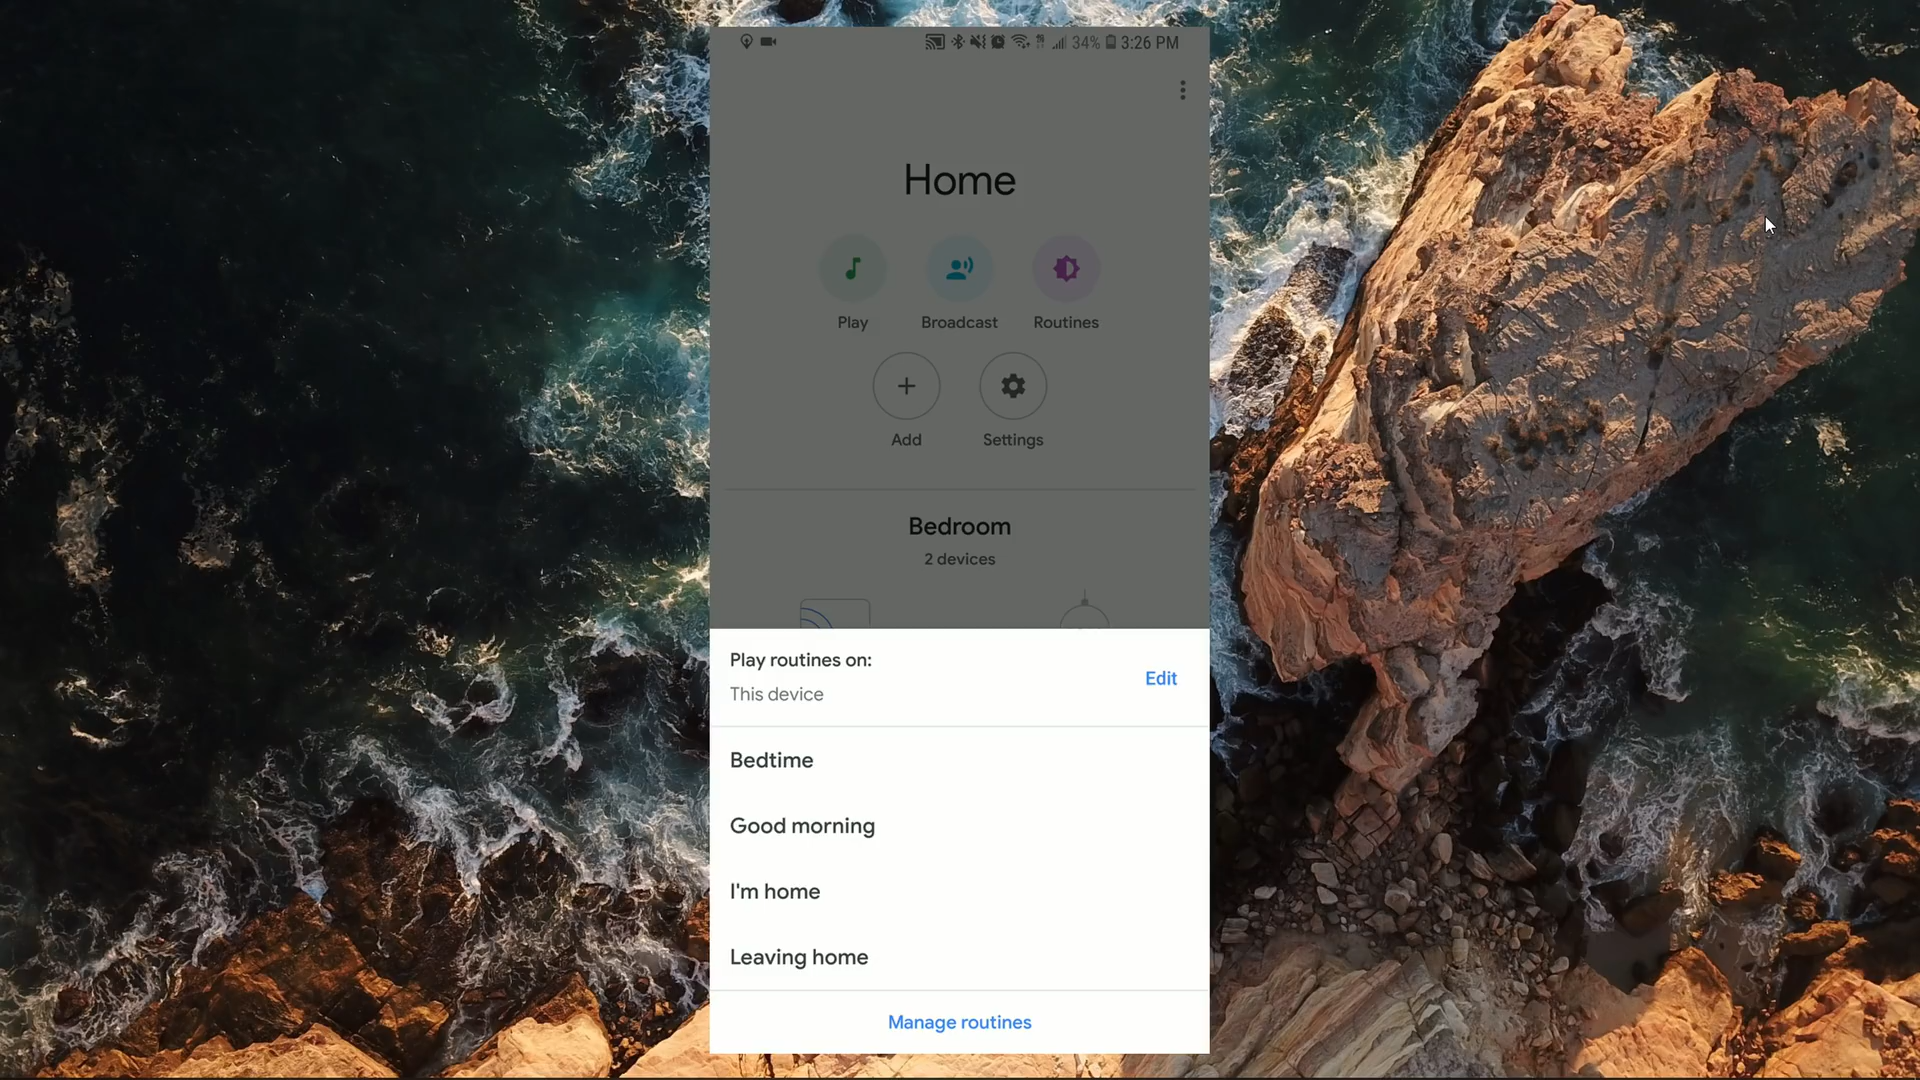 34% 3:26 PM
Home
Play Broadcast Routines
Add Settings
Bedroom
2 devices
Play routines on:
This device
Edit
Bedtime
Good morning
I'm home
Leaving home
Manage routines